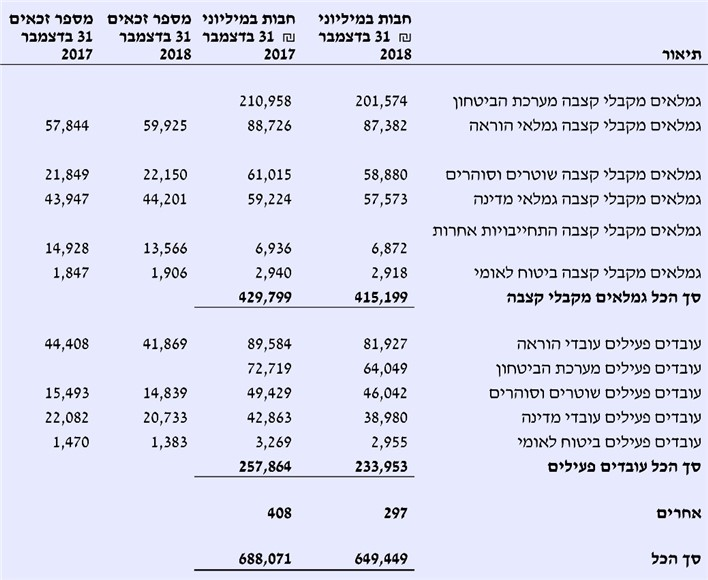 תיאור חבות במיליוני ₪ 31 בדצמבר 2018 חבות במיליוני ₪ 31 בדצמבר 2017 מספר זכאים 31 בדצמבר 2018 מספר זכאים 31 בדצמבר 2017
גמלאים מקבלי קצבה מערכת הביטחון 201,574 210,958
גמלאים מקבלי קצבה גמלאי הוראה 87,382 88,726 59,925 57,844
גמלאים מקבלי קצבה שוטרים וסוהרים 58,880 61,015 22,150 21,849
גמלאים מקבלי קצבה גמלאי מדינה 57,573 59,224 44,201 43,947
גמלאים מקבלי קצבה התחייבויות אחרות 6,872 6,936 13,566 14,928
גמלאים מקבלי קצבה ביטוח לאומי 2,918 2,940 1,906 1,847
סך הכל גמלאים מקבלי קצבה 415,199 429,799
עובדים פעילים עובדי הוראה 81,927 89,584 41,869 44,408
עובדים פעילים מערכת הביטחון 64,049 72,719
עובדים פעילים שוטרים וסוהרים 46,042 49,429 14,839 15,493
עובדים פעילים עובדי מדינה 38,980 42,863 20,733 22,082
עובדים פעילים ביטוח לאומי 2,955 3,269 1,383 1,470
סך הכל עובדים פעילים 233,953 257,864
אחרים 297 408
סך הכל 649,449 688,071